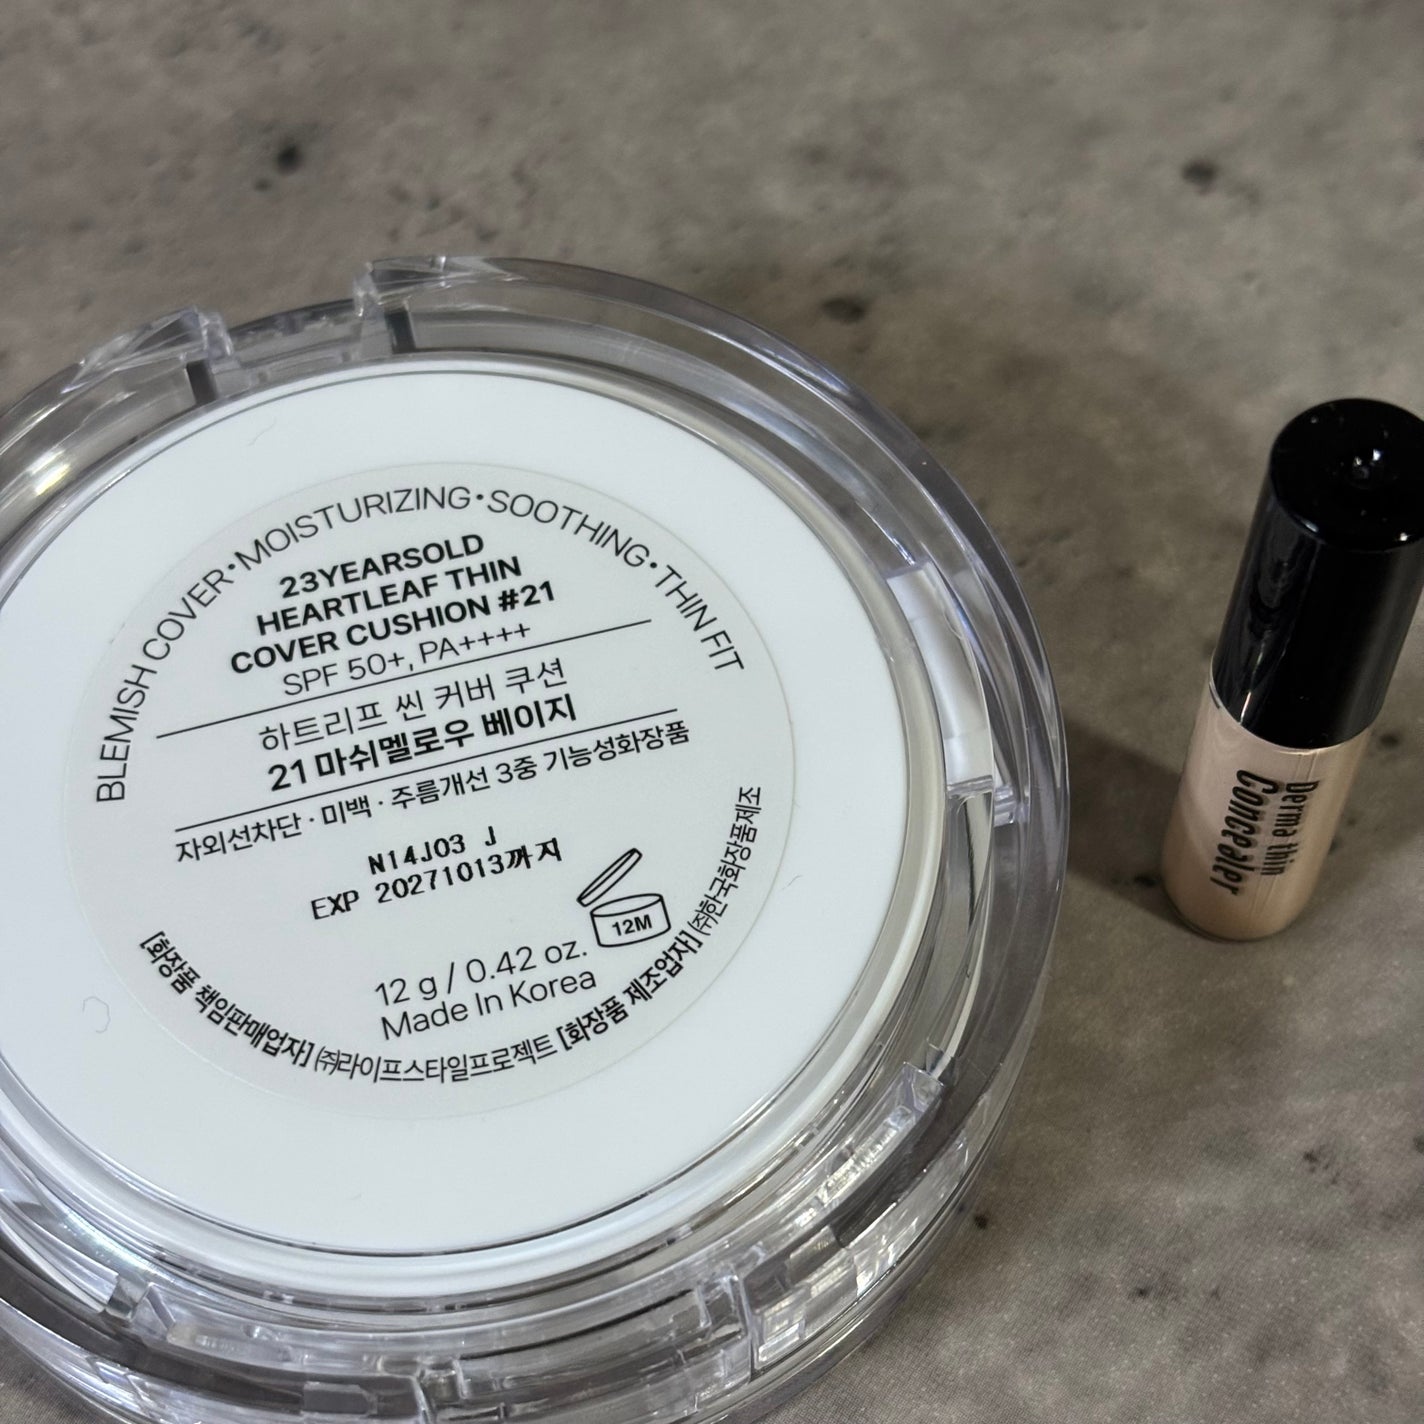 BLEMISH COVER•MOISTURIZING•SOOTHING•THIN FIT
23YEARSOLD
HEARTLEAF THIN
COVER CUSHION #21
SPF 50+, PA++++
하트리프 씬 커버 쿠션
21 마쉬멜로우 베이지
자외선차단 · 미백 · 주름개선 3중 기능성화장품
N14J03 J
EXP 20271013까지
12M
12 g / 0.42 oz.
Made In Korea
[화장품 책임판매업자] ㈜라이프스타일프로젝트 [화장품 제조업자] ㈜한국화장품제조
Derma thin
Concealer